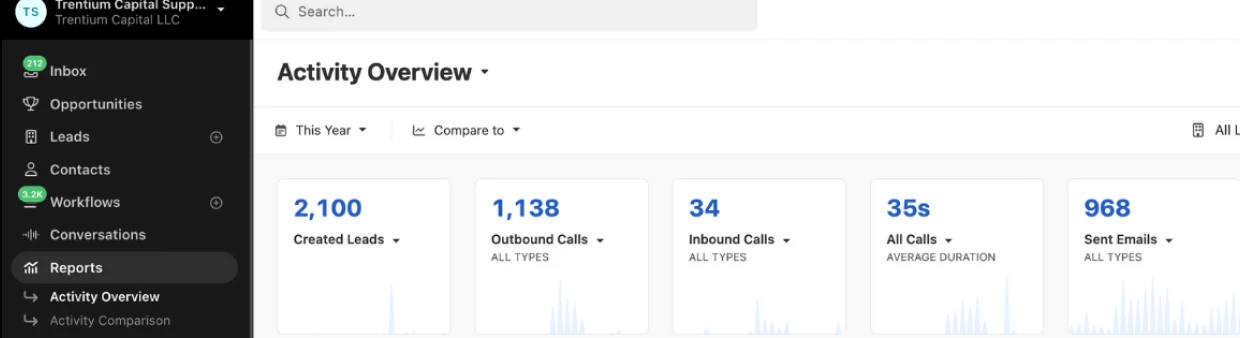 TS
Trentium Capital Supp...
Trentium Capital LLC
212
Inbox
Opportunities
Leads
Contacts
3.2K
Workflows
Conversations
Reports
Activity Overview
Activity Comparison
Search...
Activity Overview
This Year
Compare to
All L
2,100
Created Leads
1,138
Outbound Calls
ALL TYPES
34
Inbound Calls
ALL TYPES
35s
All Calls
AVERAGE DURATION
968
Sent Emails
ALL TYPES